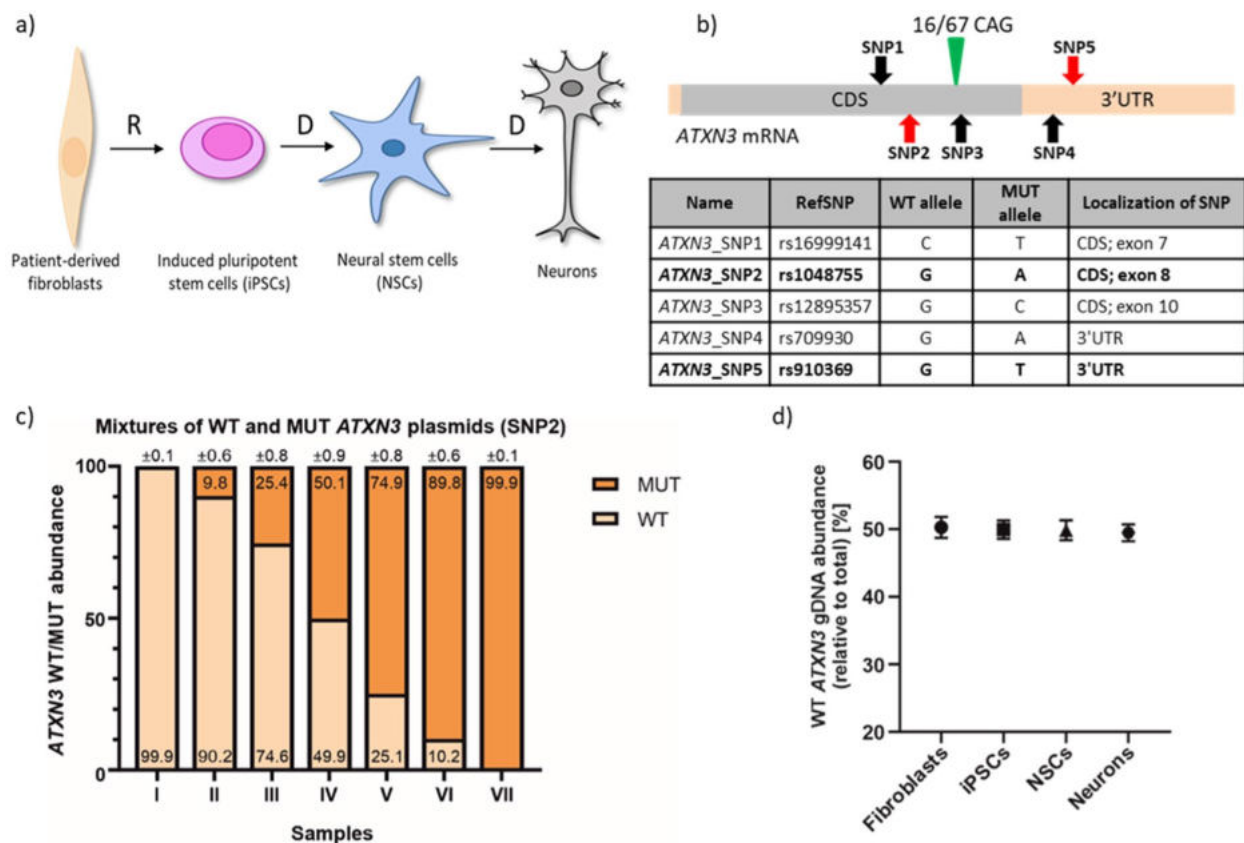 a)
R
D
D
Patient-derived
fibroblasts
Induced pluripotent
stem cells (iPSCs)
Neural stem cells
(NSCs)
Neurons
b)
16/67 CAG
SNP1
SNP5
CDS
3'UTR
ATXN3 mRNA
SNP2
SNP3
SNP4
Name RefSNP WT allele MUT allele Localization of SNP
ATXN3_SNP1 rs16999141 C T CDS; exon 7
ATXN3_SNP2 rs1048755 G A CDS; exon 8
ATXN3_SNP3 rs12895357 G C CDS; exon 10
ATXN3_SNP4 rs709930 G A 3'UTR
ATXN3_SNP5 rs910369 G T 3'UTR
c)
Mixtures of WT and MUT ATXN3 plasmids (SNP2)
±0.1 ±0.6 ±0.8 ±0.9 ±0.8 ±0.6 ±0.1
100
9.8 25.4 50.1 74.9 89.8 99.9
MUT
WT
ATXN3 WT/MUT abundance
50
99.9 90.2 74.6 49.9 25.1 10.2
0
I II III IV V VI VII
Samples
d)
WT ATXN3 gDNA abundance
(relative to total) [%]
60
50
40
30
20
Fibroblasts
iPSCs
NSCs
Neurons